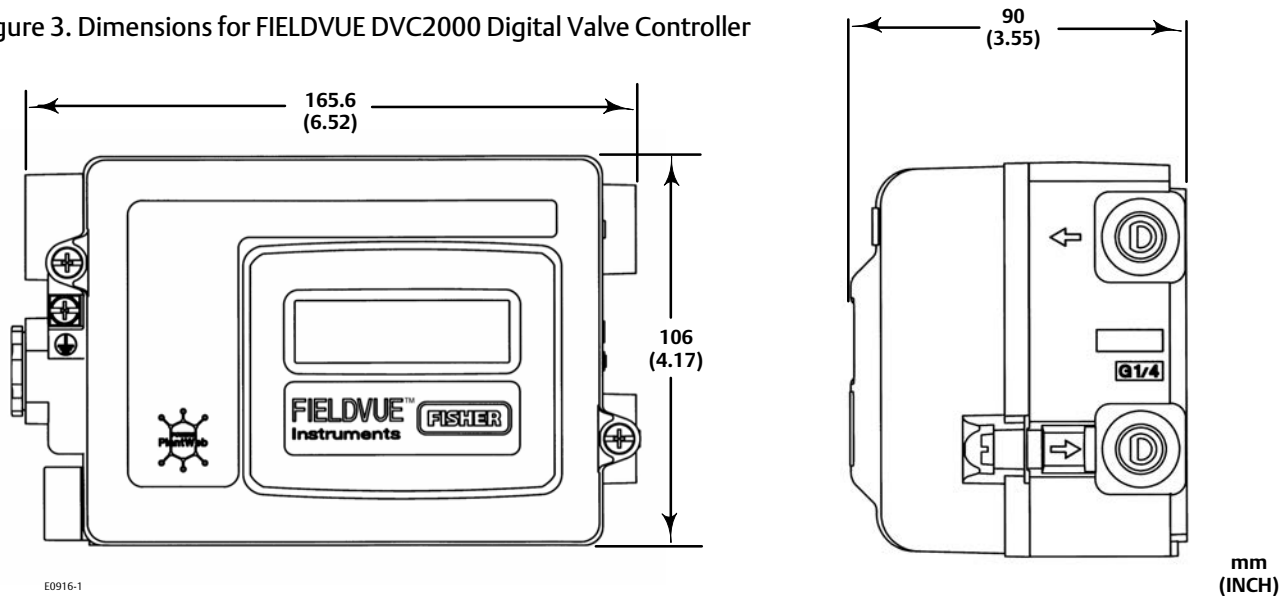 gure 3. Dimensions for FIELDVUE DVC2000 Digital Valve Controller
90
(3.55)
165.6
(6.52)
106
(4.17)
FIELDVUE™
Instruments
FISHER
PlantWeb
G1/4
D
D
E0916-1
mm
(INCH)